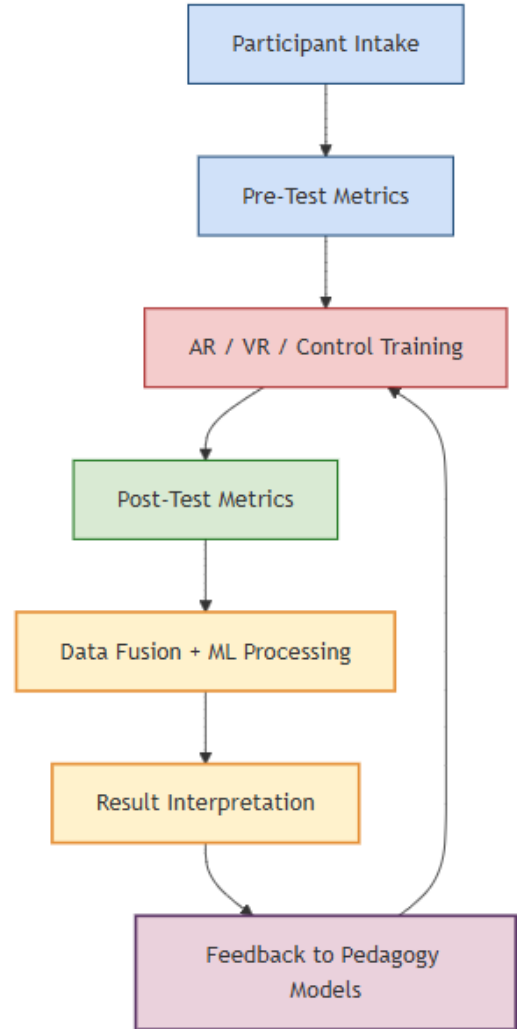 Participant Intake
Pre-Test Metrics
AR / VR / Control Training
Post-Test Metrics
Data Fusion + ML Processing
Result Interpretation
Feedback to Pedagogy
Models